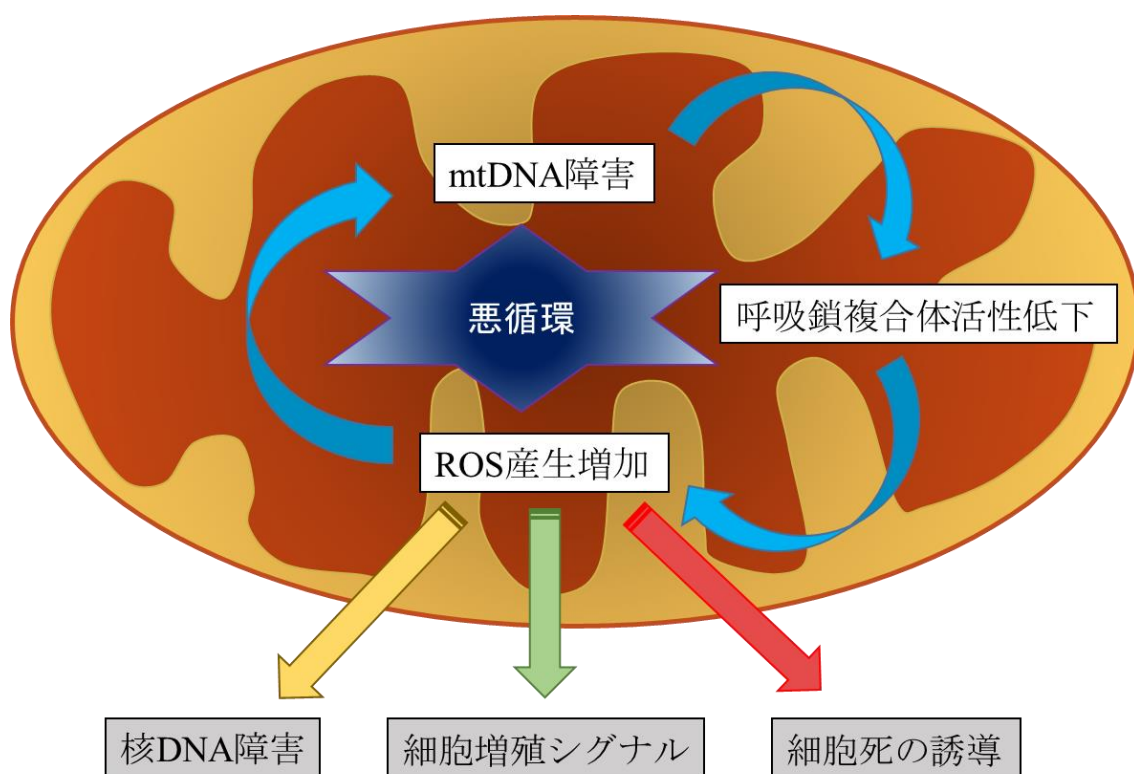 mtDNA障害
悪循環
呼吸鎖複合体活性低下
ROS産生増加
核DNA障害
細胞増殖シグナル
細胞死の誘導